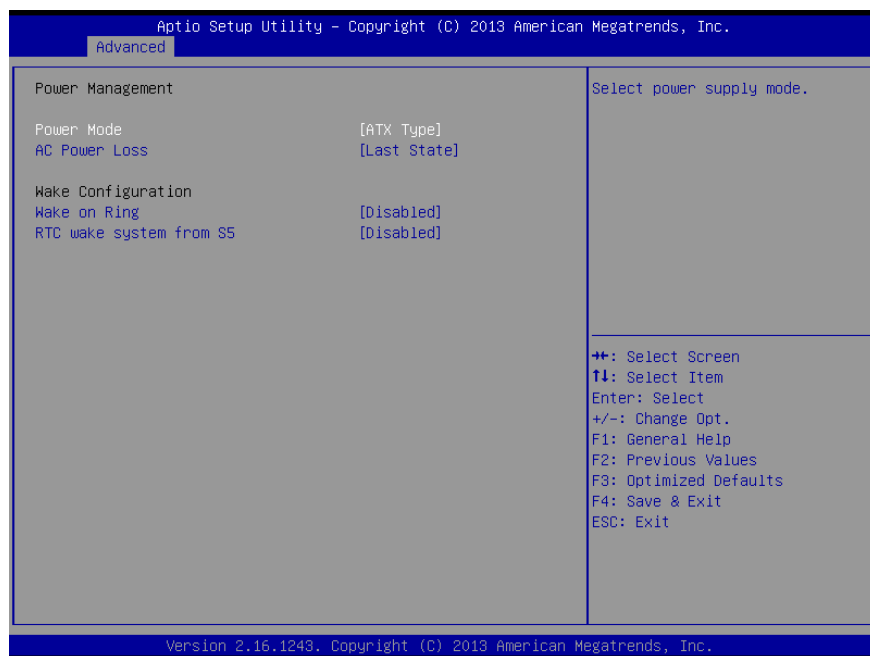 Aptio Setup Utility – Copyright (C) 2013 American Megatrends, Inc.
Advanced
Power Management
Power Mode [ATX Type]
AC Power Loss [Last State]
Wake Configuration
Wake on Ring [Disabled]
RTC wake system from S5 [Disabled]
Select power supply mode.
→←: Select Screen
↑↓: Select Item
Enter: Select
+/-: Change Opt.
F1: General Help
F2: Previous Values
F3: Optimized Defaults
F4: Save & Exit
ESC: Exit
Version 2.16.1243. Copyright (C) 2013 American Megatrends, Inc.